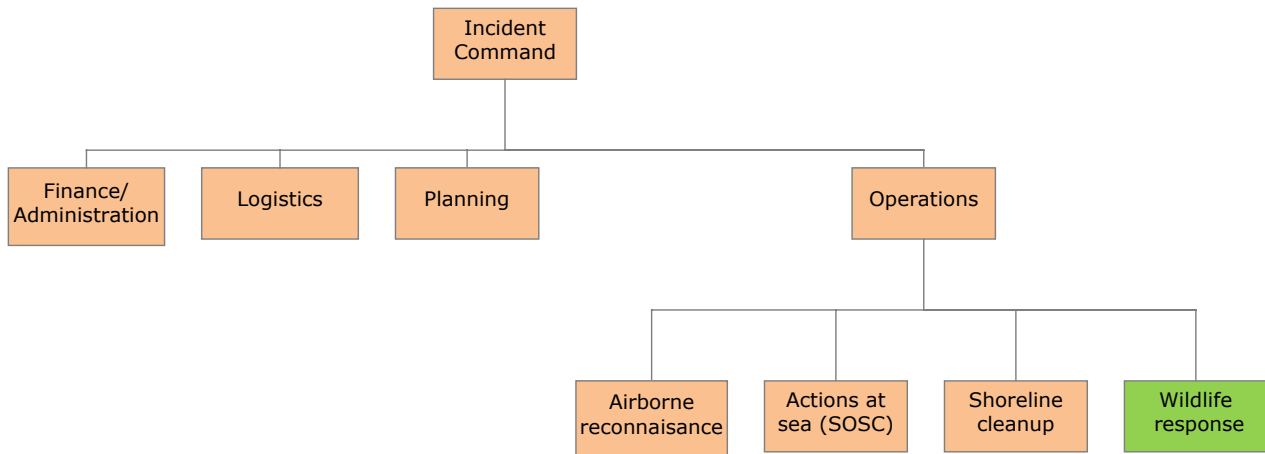 Incident
Command
Finance/
Administration
Logistics
Planning
Operations
Airborne
reconnaisance
Actions at
sea (SOSC)
Shoreline
cleanup
Wildlife
response